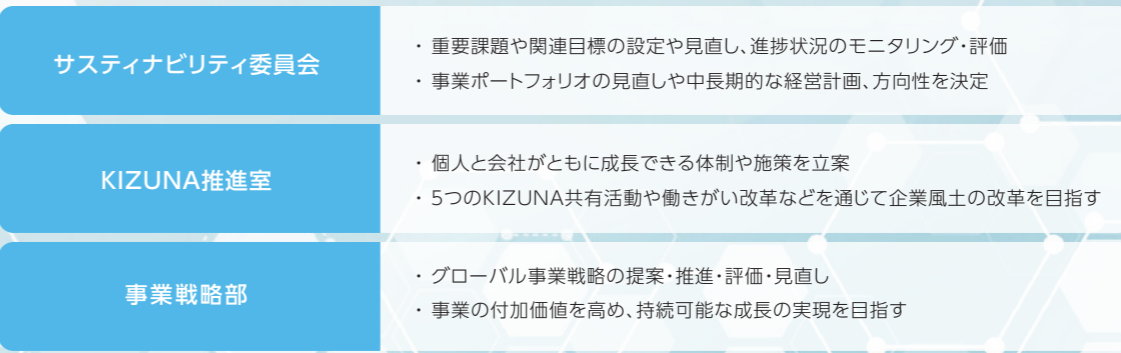 サスティナビリティ委員会
・ 重要課題や関連目標の設定や見直し、進捗状況のモニタリング・評価
・ 事業ポートフォリオの見直しや中長期的な経営計画、方向性を決定
KIZUNA推進室
・ 個人と会社がともに成長できる体制や施策を立案
・ 5つのKIZUNA共有活動や働きがい改革などを通じて企業風土の改革を目指す
事業戦略部
・ グローバル事業戦略の提案・推進・評価・見直し
・ 事業の付加価値を高め、持続可能な成長の実現を目指す